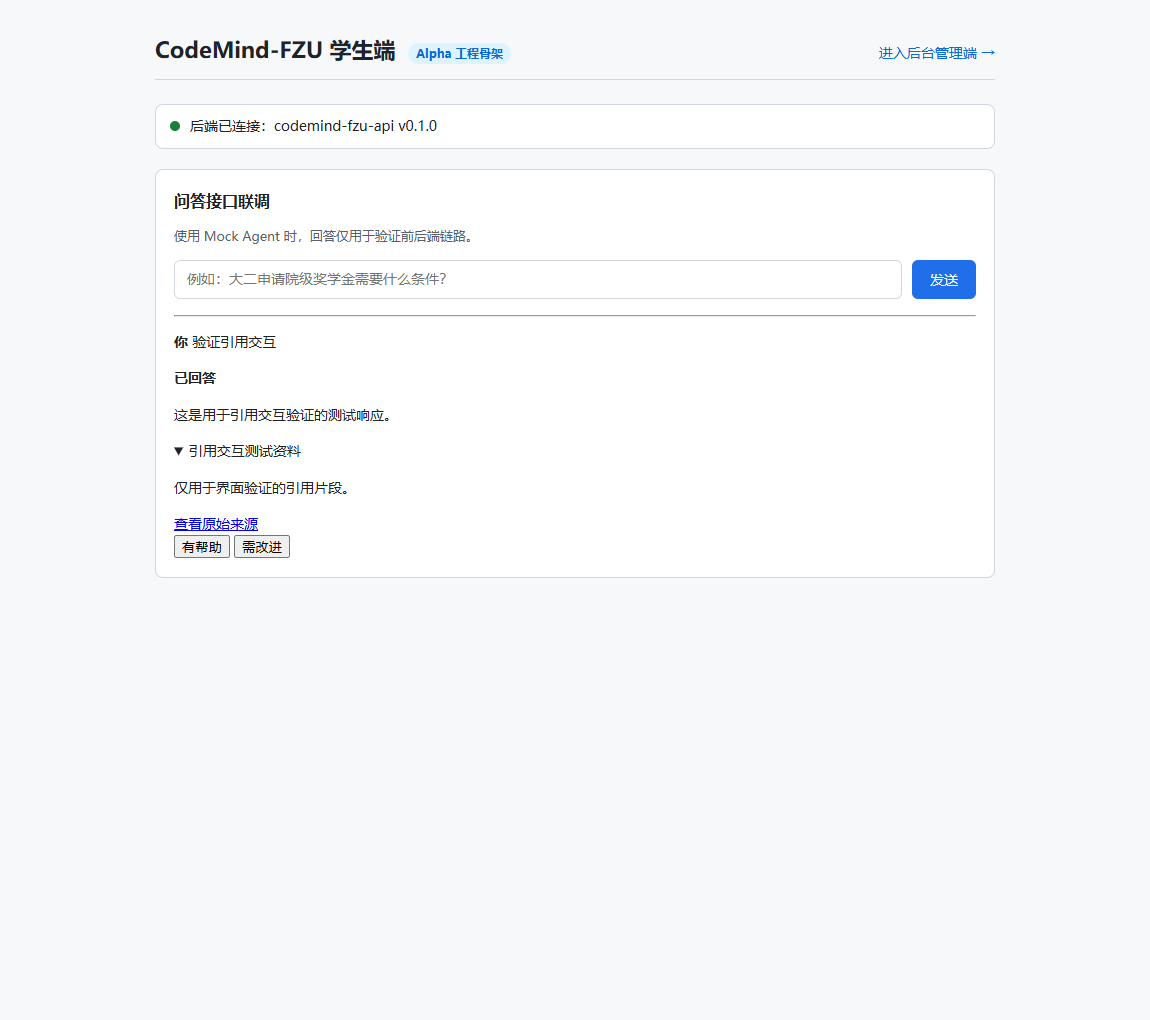 CodeMind-FZU 学生端 Alpha 工程骨架 进入后台管理端 →
后端已连接：codemind-fzu-api v0.1.0
问答接口联调
使用 Mock Agent 时，回答仅用于验证前后端链路。
例如：大二申请院级奖学金需要什么条件？ 发送
你 验证引用交互
已回答
这是用于引用交互验证的测试响应。
▼ 引用交互测试资料
仅用于界面验证的引用片段。
查看原始来源
有帮助 需改进